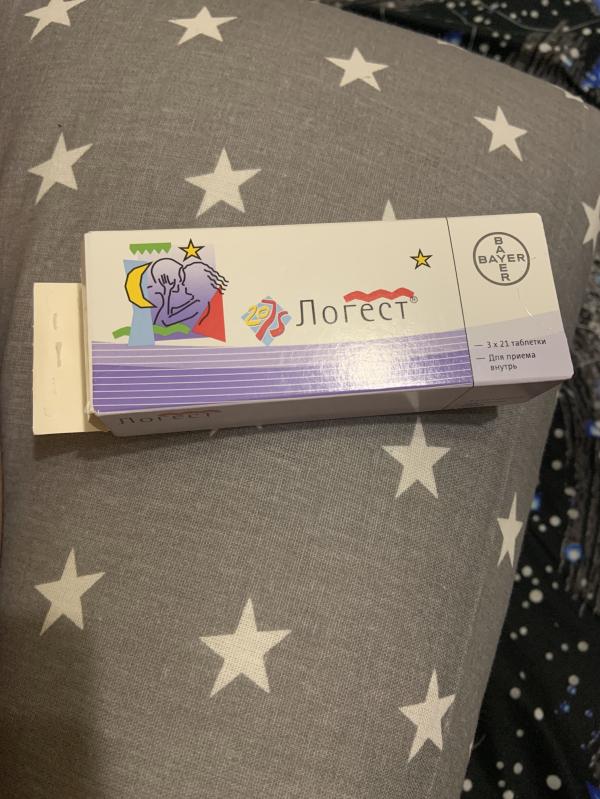 20
Логест®
BAYER
BAYER
— 3 x 21 таблетки
— Для приема
внутрь
Логест